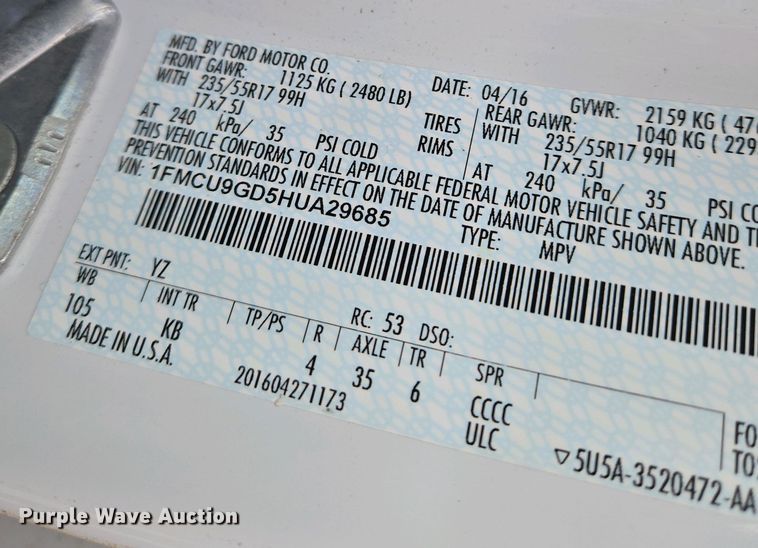 MFD. BY FORD MOTOR CO. DATE: 04/16 GVWR: 2159 KG (
FRONT GAWR: 1125 KG ( 2480 LB) REAR GAWR: 1040 KG (
WITH 235/55R17 99H TIRES WITH 235/55R17 99H
17x7.5J RIMS 17x7.5J
AT 240 kPa/ 35 PSI COLD AT 240 kPa/ 35 PSI
THIS VEHICLE CONFORMS TO ALL APPLICABLE FEDERAL MOTOR VEHICLE SAFETY AND
PREVENTION STANDARDS IN EFFECT ON THE DATE OF MANUFACTURE SHOWN ABOVE.
VIN: 1FMCU9GD5HUA29685 TYPE: MPV
EXT PNT: YZ RC: 53 DSO:
WB INT TR TP/PS R AXLE TR SPR
105 KB 4 35 6 CCCC
MADE IN U.S.A. 201604271173 ULC
▽5U5A-3520472-AA
Purple Wave Auction